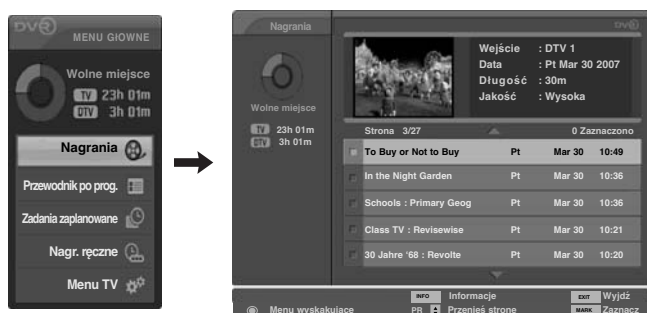 DVR
MENU GŁOWNE
Wolne miejsce
TV 23h 01m
DTV 3h 01m
Nagrania
Przewodnik po prog.
Zadania zaplanowane
Nagr. ręczne
Menu TV
Nagrania
DVR
Wolne miejsce
TV 23h 01m
DTV 3h 01m
Wejście : DTV 1
Data : Pt Mar 30 2007
Długość : 30m
Jakość : Wysoka
Strona 3/27 0 Zaznaczono
To Buy or Not to Buy Pt Mar 30 10:49
In the Night Garden Pt Mar 30 10:36
Schools : Primary Geog Pt Mar 30 10:36
Class TV : Revisewise Pt Mar 30 10:21
30 Jahre ‘68 : Revolte Pt Mar 30 10:20
INFO Informacje EXIT Wyjdź
Menu wyskakujące PR Przenieś stronę MARK Zaznacz